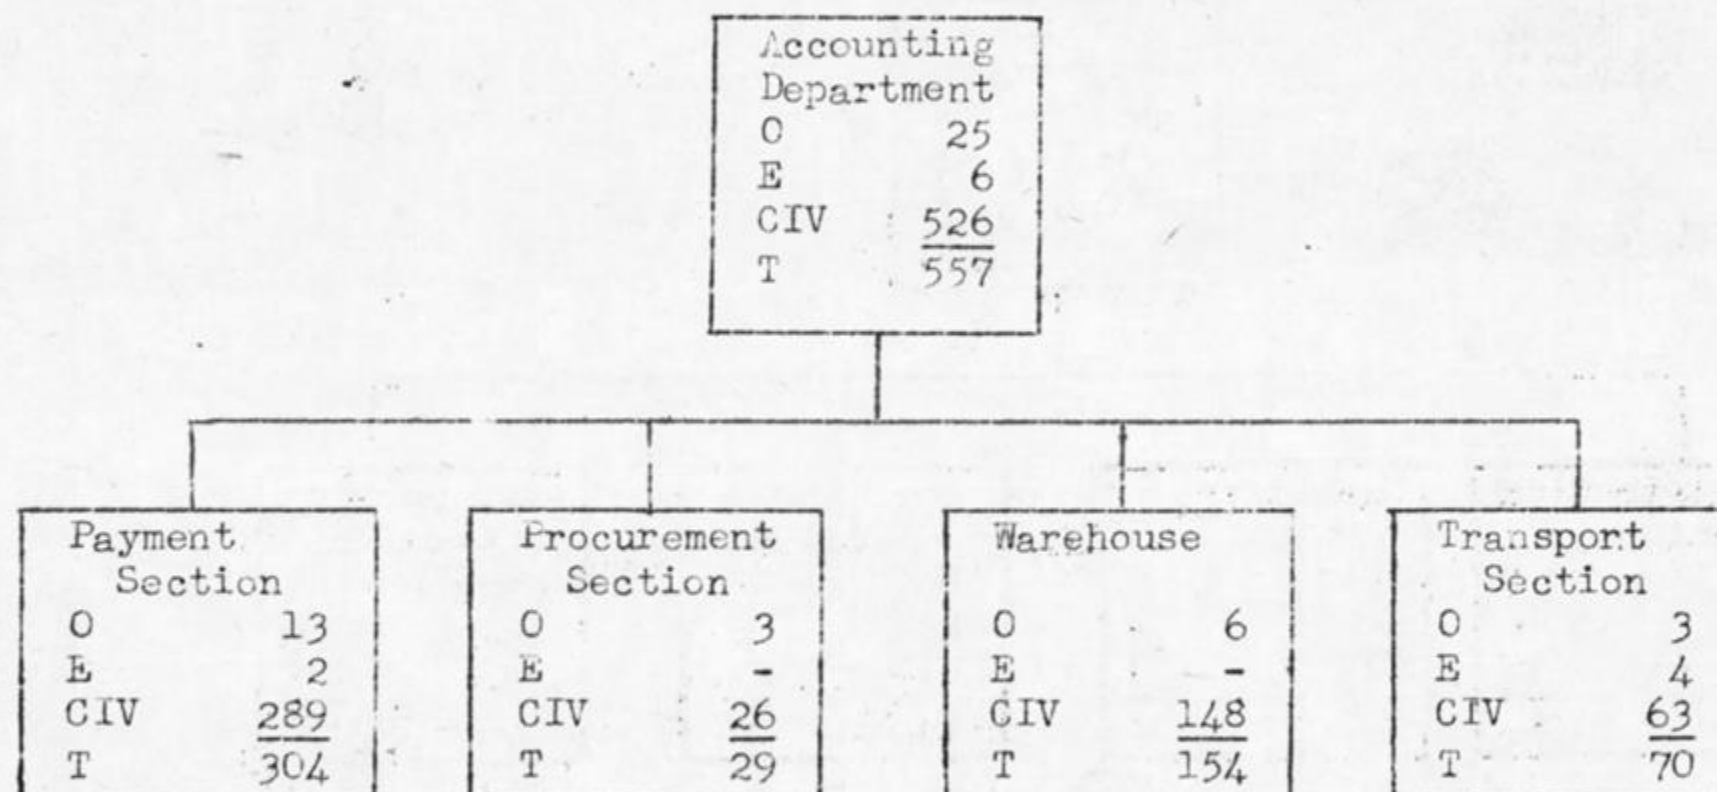 Accounting
Department
O 25
E 6
CIV 526
T 557
Payment
Section
O 13
E 2
CIV 289
T 304
Procurement
Section
O 3
E -
CIV 26
T 29
Warehouse
O 6
E -
CIV 148
T 154
Transport
Section
O 3
E 4
CIV 63
T 70